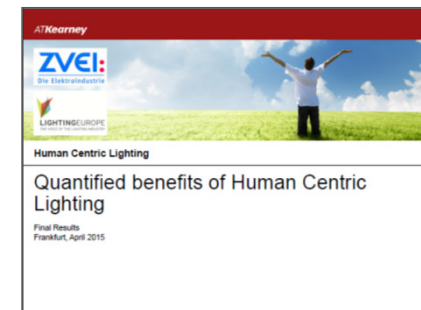 ATKearney
ZVEI:
Die Elektroindustrie
LIGHTINGEUROPE
THE VOICE OF THE LIGHTING INDUSTRY
Human Centric Lighting
Quantified benefits of Human Centric
Lighting
Final Results
Frankfurt, April 2015